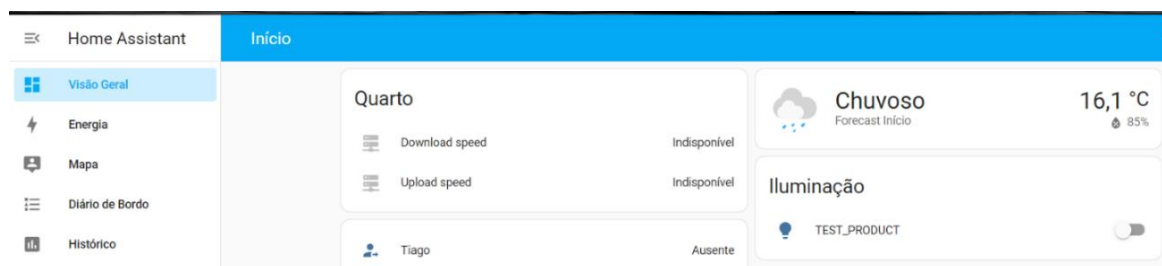 Home Assistant
Início
Visão Geral
Energia
Mapa
Diário de Bordo
Histórico
Quarto
Download speed Indisponível
Upload speed Indisponível
Tiago Ausente
Chuvoso 16,1 °C
Forecast Início 85%
Iluminação
TEST_PRODUCT